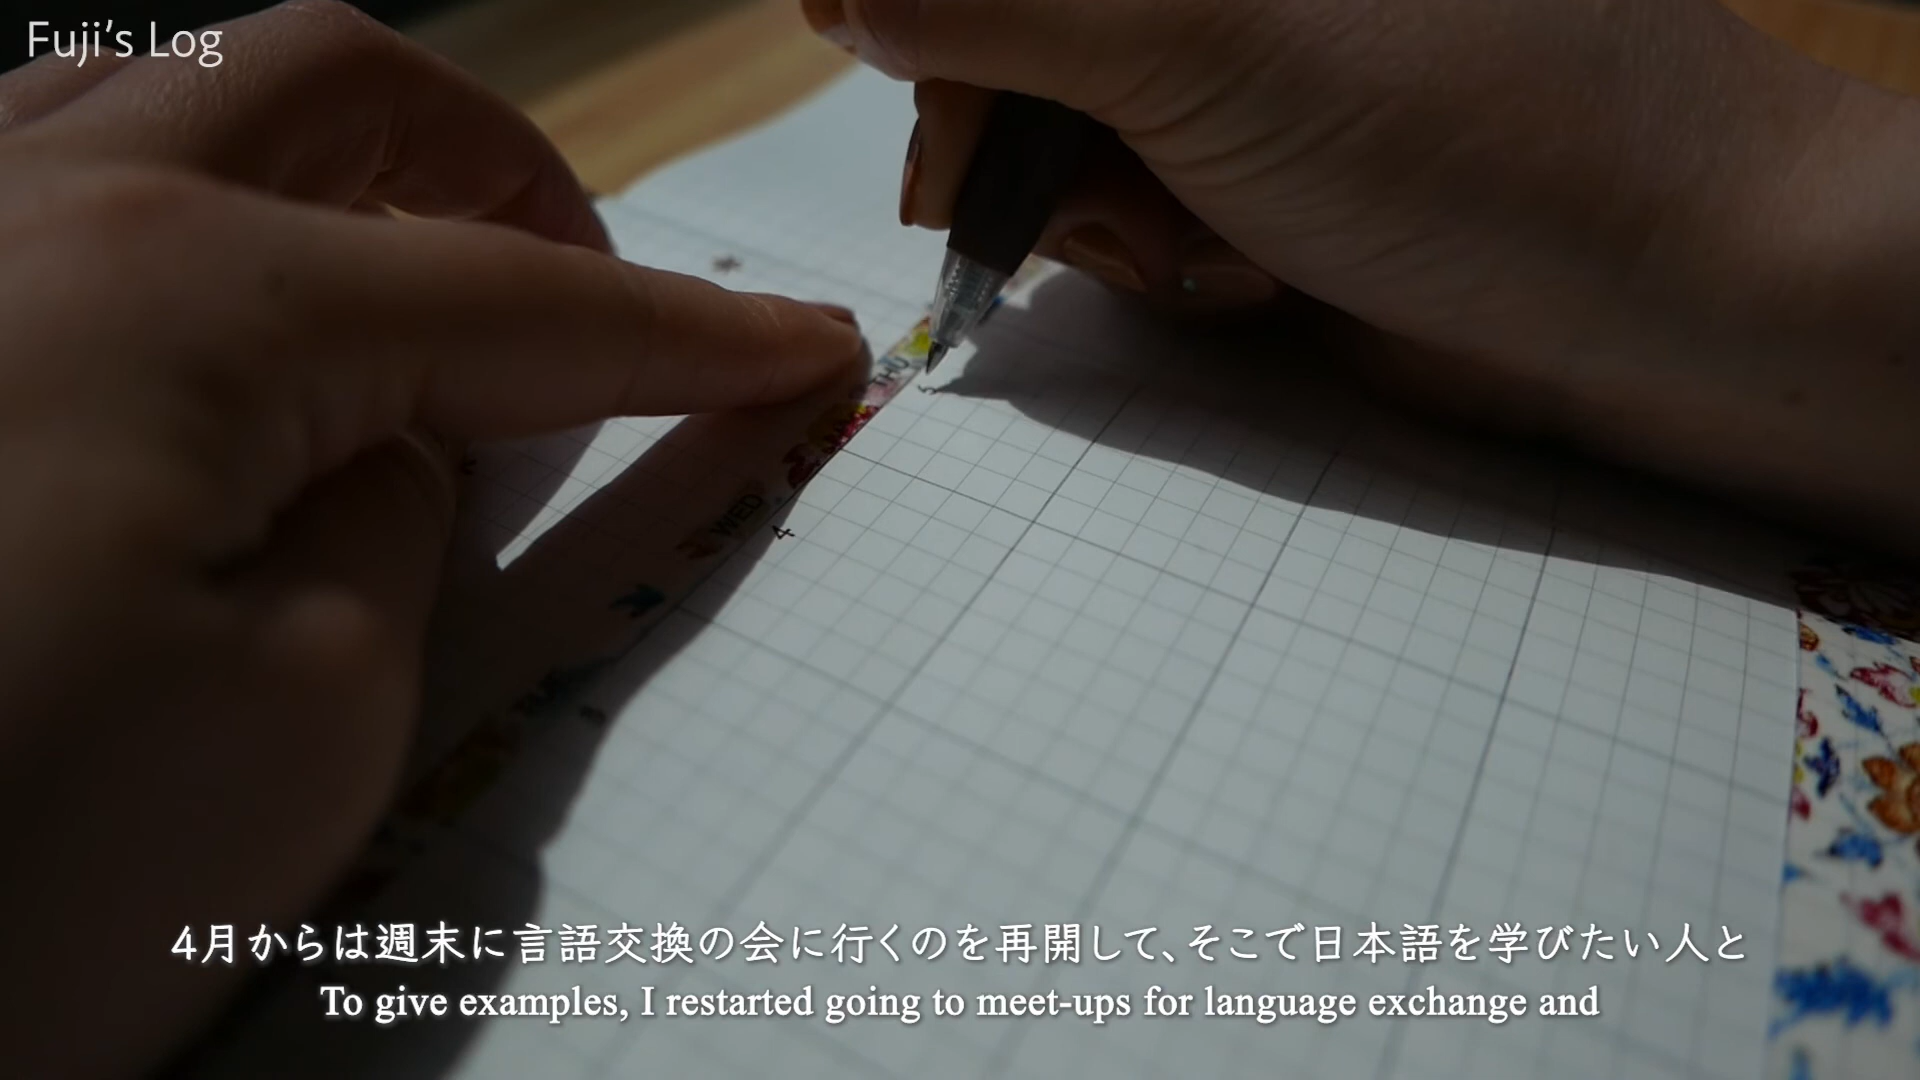 Fuji's Log
THU
5
WED
4
4月からは週末に言語交換の会に行くのを再開して、そこで日本語を学びたい人と
To give examples, I restarted going to meet-ups for language exchange and